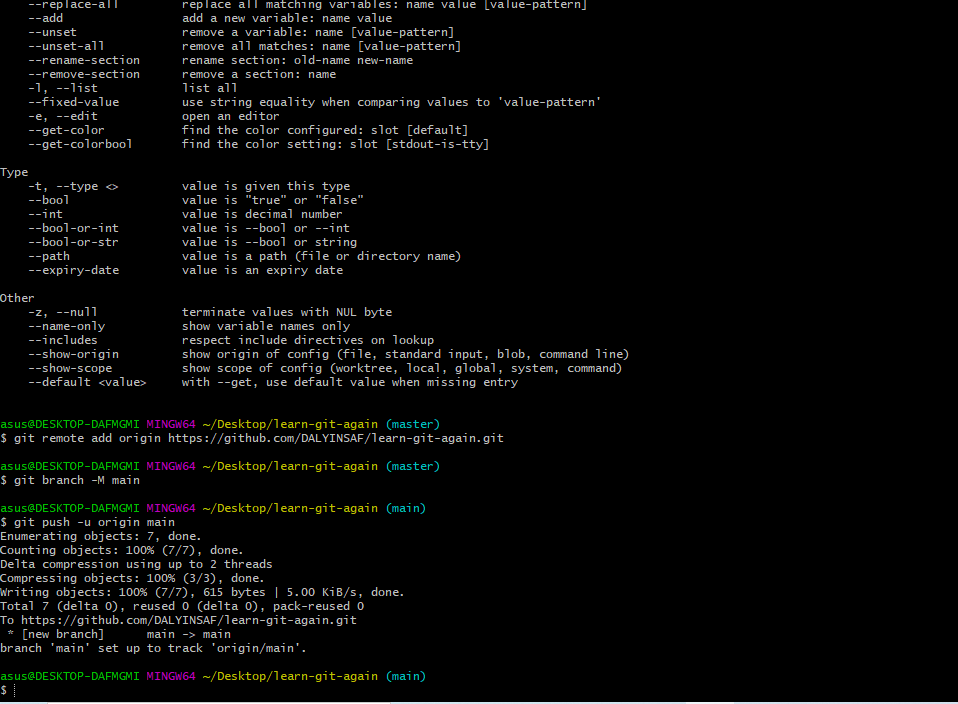 --replace-all         replace all matching variables: name value [value-pattern]
    --add                 add a new variable: name value
    --unset               remove a variable: name [value-pattern]
    --unset-all           remove all matches: name [value-pattern]
    --rename-section      rename section: old-name new-name
    --remove-section      remove a section: name
    -l, --list            list all
    --fixed-value         use string equality when comparing values to 'value-pattern'
    -e, --edit            open an editor
    --get-color           find the color configured: slot [default]
    --get-colorbool       find the color setting: slot [stdout-is-tty]

Type
    -t, --type <>         value is given this type
    --bool                value is "true" or "false"
    --int                 value is decimal number
    --bool-or-int         value is --bool or --int
    --bool-or-str         value is --bool or string
    --path                value is a path (file or directory name)
    --expiry-date         value is an expiry date

Other
    -z, --null            terminate values with NUL byte
    --name-only           show variable names only
    --includes            respect include directives on lookup
    --show-origin         show origin of config (file, standard input, blob, command line)
    --show-scope          show scope of config (worktree, local, global, system, command)
    --default <value>     with --get, use default value when missing entry

asus@DESKTOP-DAFMGMI MINGW64 ~/Desktop/learn-git-again (master)
$ git remote add origin https://github.com/DALYINSAF/learn-git-again.git

asus@DESKTOP-DAFMGMI MINGW64 ~/Desktop/learn-git-again (master)
$ git branch -M main

asus@DESKTOP-DAFMGMI MINGW64 ~/Desktop/learn-git-again (main)
$ git push -u origin main
Enumerating objects: 7, done.
Counting objects: 100% (7/7), done.
Delta compression using up to 2 threads
Compressing objects: 100% (3/3), done.
Writing objects: 100% (7/7), 615 bytes | 5.00 KiB/s, done.
Total 7 (delta 0), reused 0 (delta 0), pack-reused 0
To https://github.com/DALYINSAF/learn-git-again.git
 * [new branch]      main -> main
branch 'main' set up to track 'origin/main'.

asus@DESKTOP-DAFMGMI MINGW64 ~/Desktop/learn-git-again (main)
$